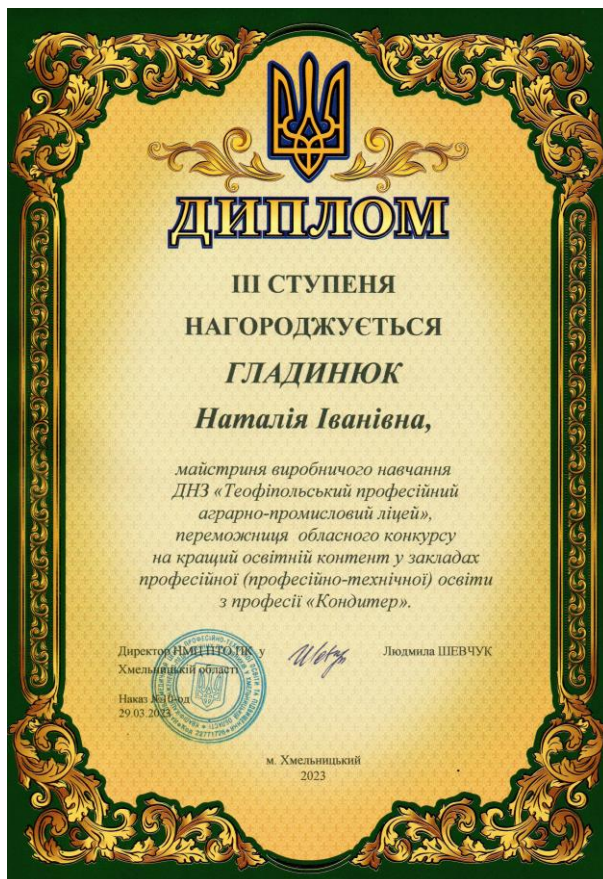 ДИПЛОМ
ІІІ СТУПЕНЯ
НАГОРОДЖУЄТЬСЯ
ГЛАДИНЮК
Наталія Іванівна,
майстриня виробничого навчання
ДНЗ «Теофіпольський професійний
аграрно-промисловий ліцей»,
переможниця обласного конкурсу
на кращий освітній контент у закладах
професійної (професійно-технічної) освіти
з професії «Кондитер».
Директор НМЦ ПТО ПК у
Хмельницькій області
Людмила ШЕВЧУК
Наказ №10-од
29.03.2023
м. Хмельницький
2023